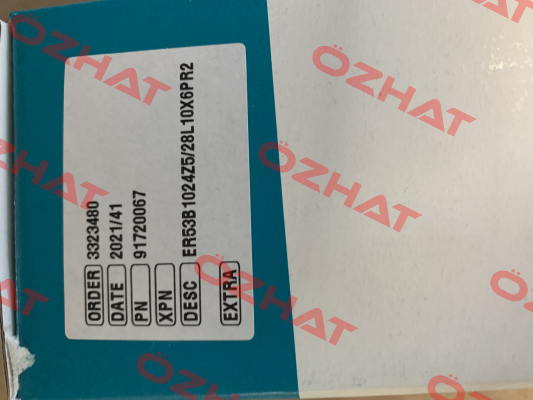 ORDER 3323480
DATE 2021/41
PN 91720067
XPN
DESC ER53B1024Z5/28L10X6PR2
EXTRA
ÖZHAT
ÖZHAT
ÖZHAT
ÖZHAT
ÖZHAT
ÖZHAT
ÖZHAT